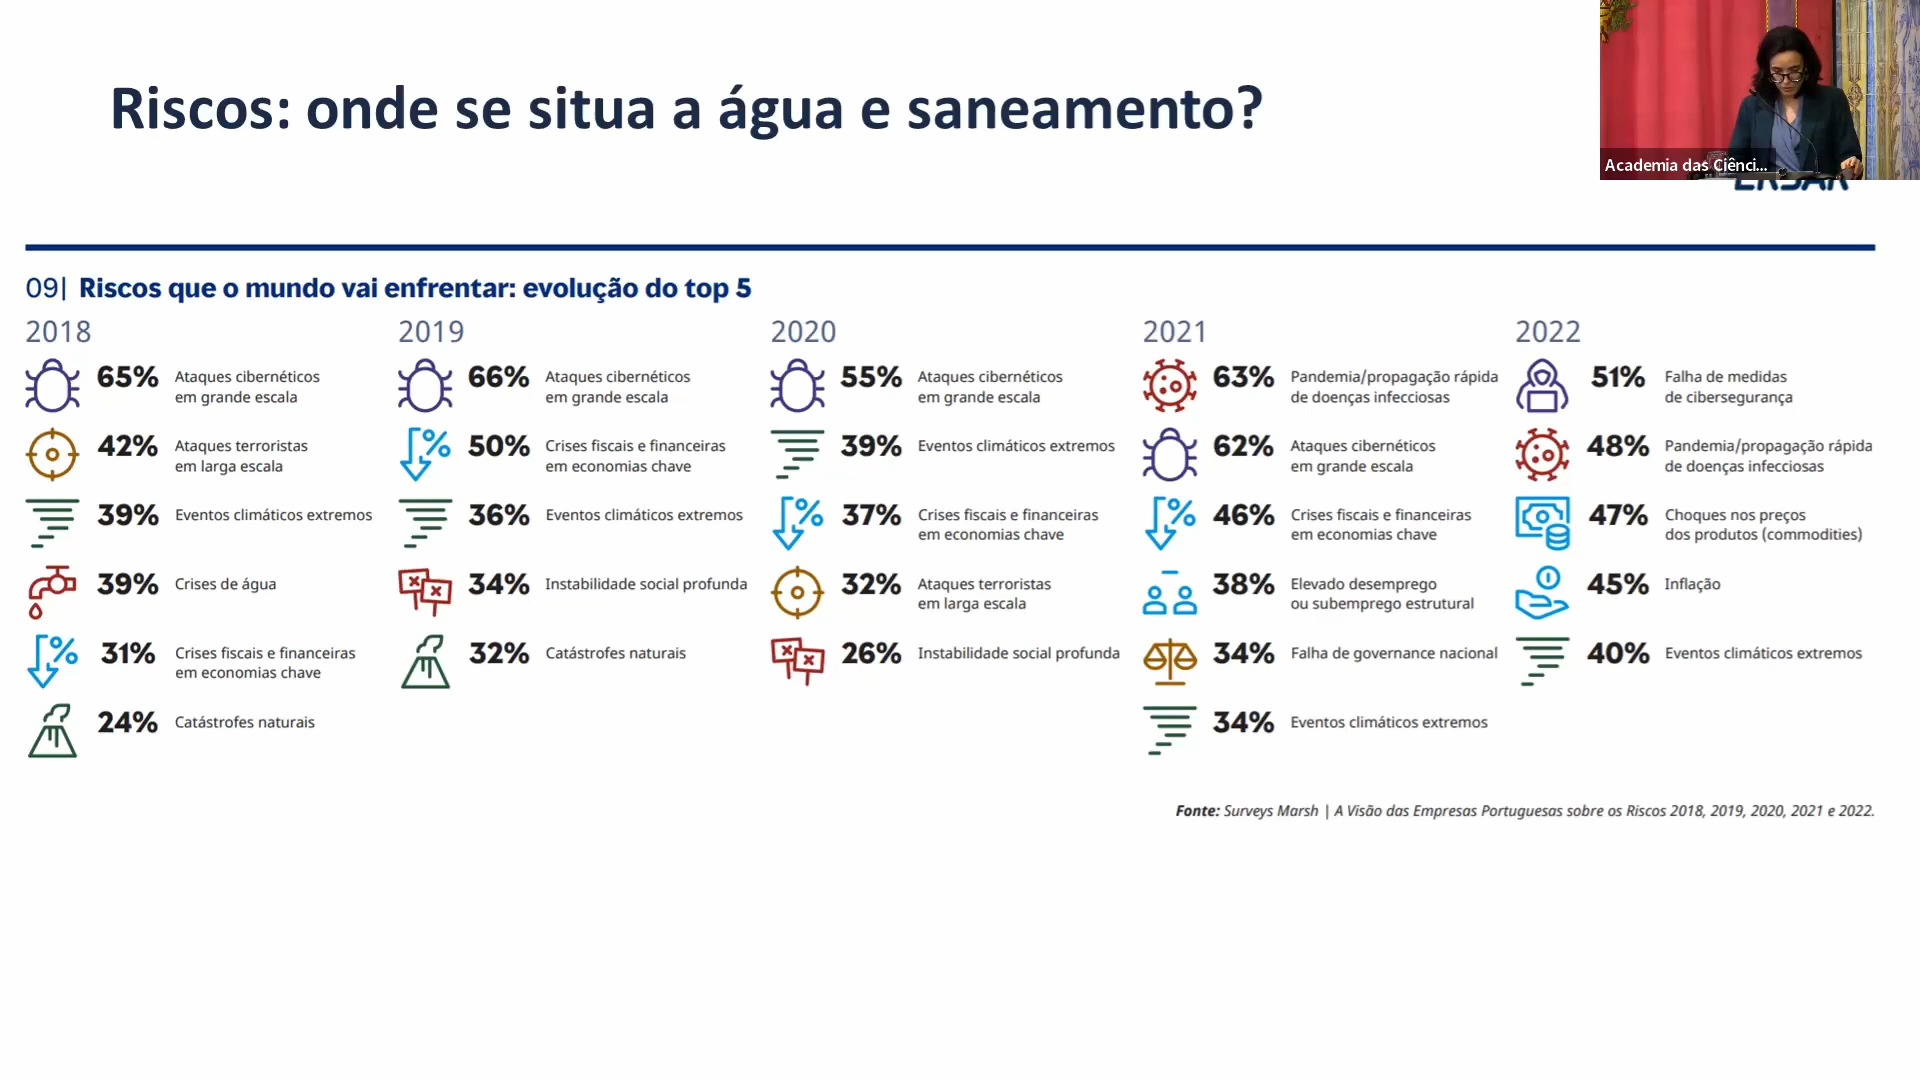 Riscos: onde se situa a água e saneamento?
Academia das Ciênci...
ERSAR
09| Riscos que o mundo vai enfrentar: evolução do top 5
2018
65% Ataques cibernéticos
em grande escala
42% Ataques terroristas
em larga escala
39% Eventos climáticos extremos
39% Crises de água
31% Crises fiscais e financeiras
em economias chave
24% Catástrofes naturais
2019
66% Ataques cibernéticos
em grande escala
50% Crises fiscais e financeiras
em economias chave
36% Eventos climáticos extremos
34% Instabilidade social profunda
32% Catástrofes naturais
2020
55% Ataques cibernéticos
em grande escala
39% Eventos climáticos extremos
37% Crises fiscais e financeiras
em economias chave
32% Ataques terroristas
em larga escala
26% Instabilidade social profunda
2021
63% Pandemia/propagação rápida
de doenças infecciosas
62% Ataques cibernéticos
em grande escala
46% Crises fiscais e financeiras
em economias chave
38% Elevado desemprego
ou subemprego estrutural
34% Falha de governance nacional
34% Eventos climáticos extremos
2022
51% Falha de medidas
de cibersegurança
48% Pandemia/propagação rápida
de doenças infecciosas
47% Choques nos preços
dos produtos (commodities)
45% Inflação
40% Eventos climáticos extremos
Fonte: Surveys Marsh | A Visão das Empresas Portuguesas sobre os Riscos 2018, 2019, 2020, 2021 e 2022.